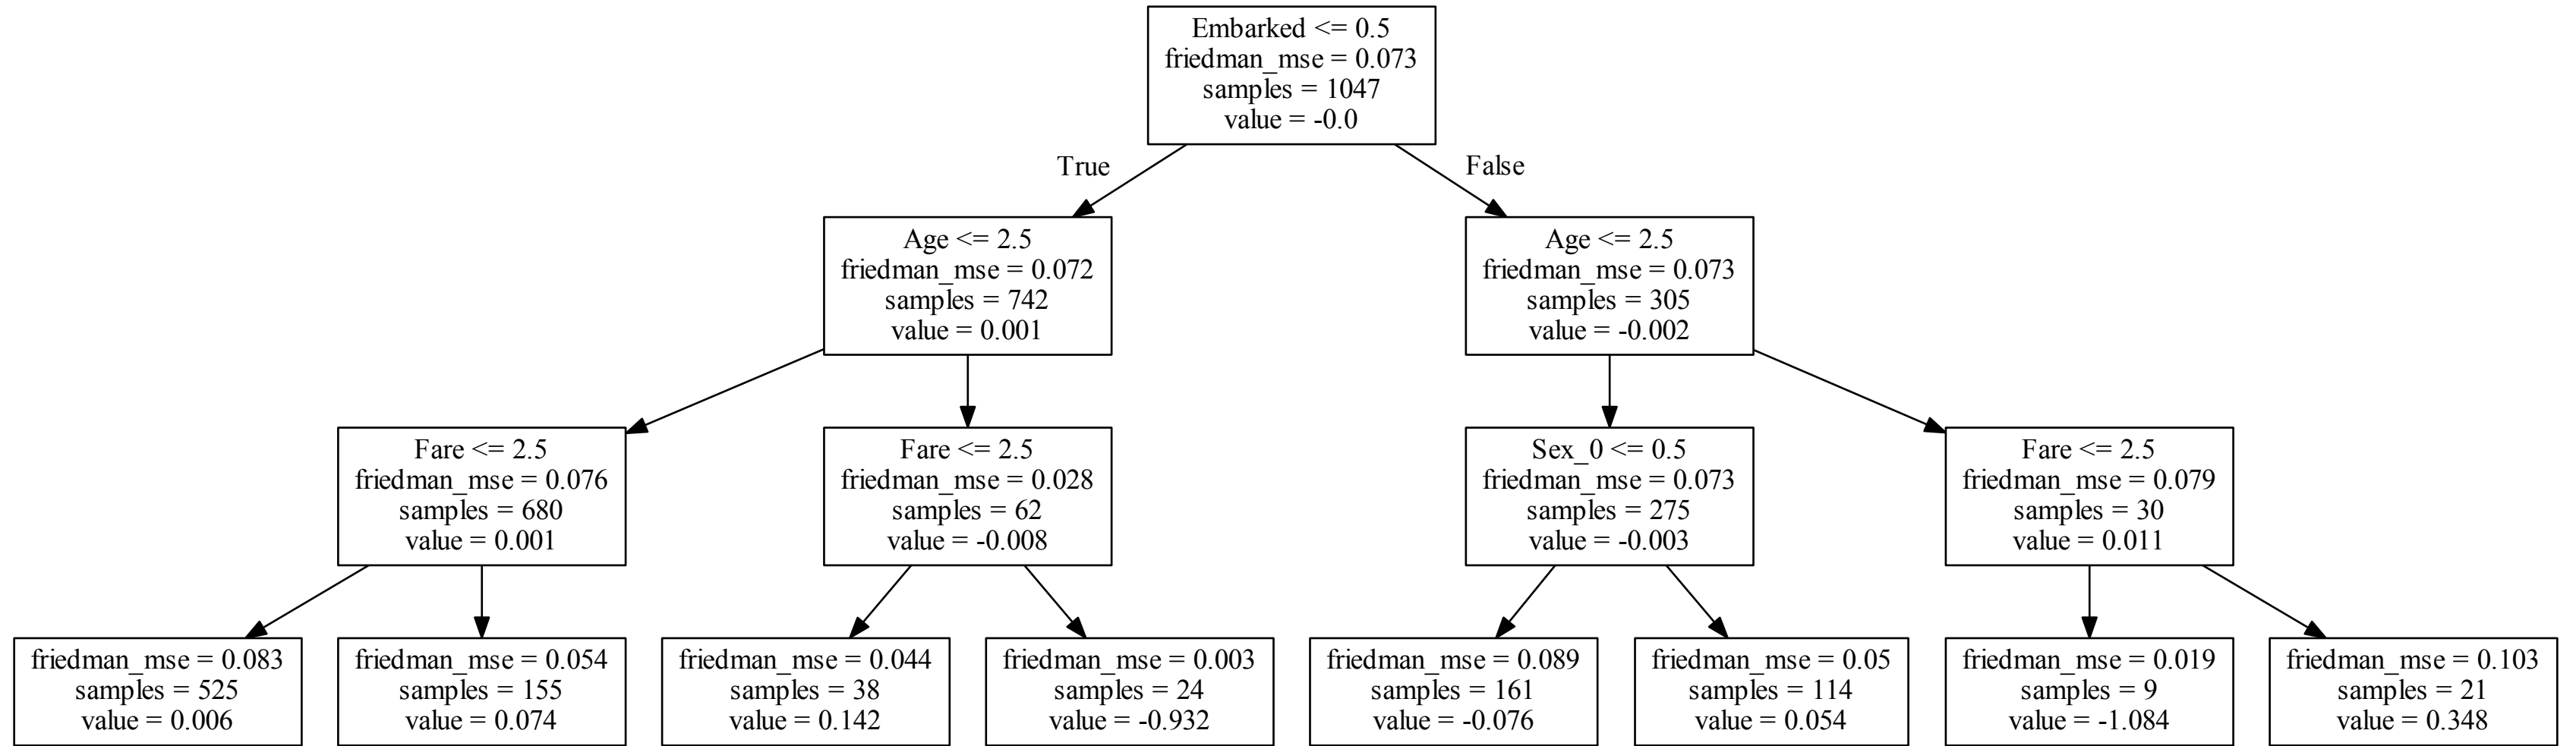 Embarked <= 0.5
friedman_mse = 0.073
samples = 1047
value = -0.0
True
False
Age <= 2.5
friedman_mse = 0.072
samples = 742
value = 0.001
Age <= 2.5
friedman_mse = 0.073
samples = 305
value = -0.002
Fare <= 2.5
friedman_mse = 0.076
samples = 680
value = 0.001
Fare <= 2.5
friedman_mse = 0.028
samples = 62
value = -0.008
Sex_0 <= 0.5
friedman_mse = 0.073
samples = 275
value = -0.003
Fare <= 2.5
friedman_mse = 0.079
samples = 30
value = 0.011
friedman_mse = 0.083
samples = 525
value = 0.006
friedman_mse = 0.054
samples = 155
value = 0.074
friedman_mse = 0.044
samples = 38
value = 0.142
friedman_mse = 0.003
samples = 24
value = -0.932
friedman_mse = 0.089
samples = 161
value = -0.076
friedman_mse = 0.05
samples = 114
value = 0.054
friedman_mse = 0.019
samples = 9
value = -1.084
friedman_mse = 0.103
samples = 21
value = 0.348